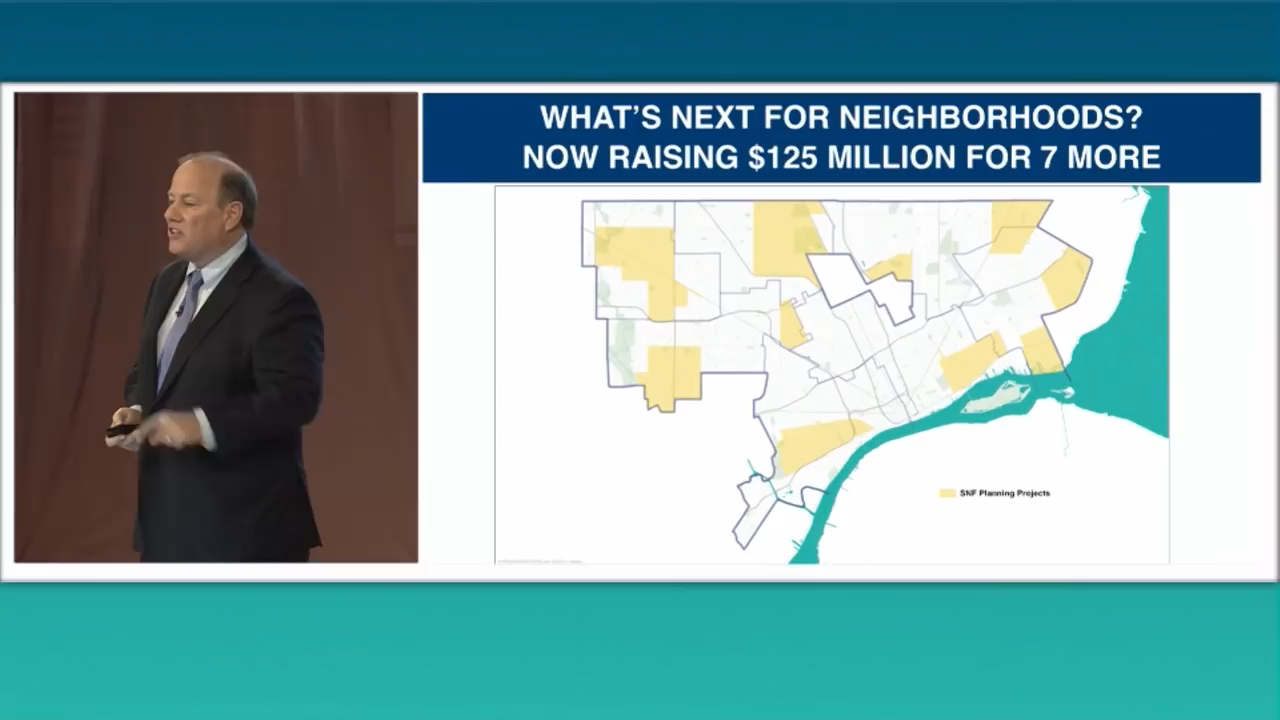 WHAT'S NEXT FOR NEIGHBORHOODS?
NOW RAISING $125 MILLION FOR 7 MORE
SNF Planning Projects